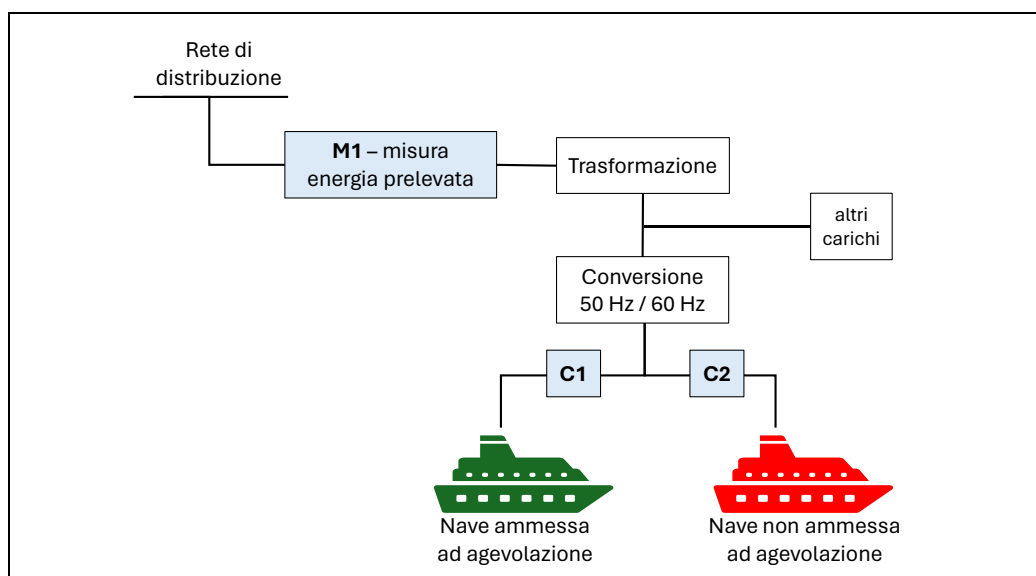 Rete di
distribuzione
M1 – misura
energia prelevata
Trasformazione
altri
carichi
Conversione
50 Hz / 60 Hz
C1
C2
Nave ammessa
ad agevolazione
Nave non ammessa
ad agevolazione